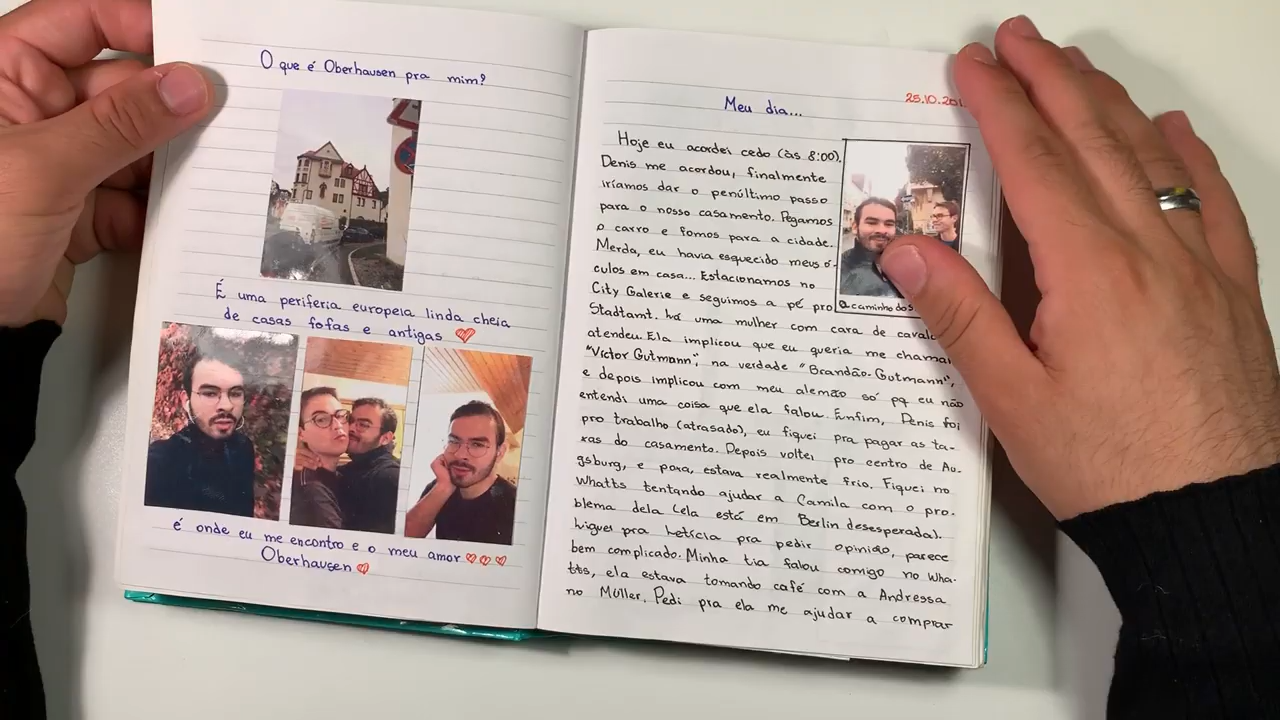 O que é Oberhausen pra mim?
É uma periferia europeia linda cheia
de casas fofas e antigas
é onde eu me encontro e o meu amor
Oberhausen
25.10.201
Meu dia...
Hoje eu acordei cedo (às 8:00).
Denis me acordou, finalmente
iríamos dar o penúltimo passo
para o nosso casamento. Pegamos
o carro e fomos para a cidade.
Merda, eu havia esquecido meus ó-
culos em casa... Estacionamos no
City Galerie e seguimos a pé pro
a caminho do
Stadtamt. Lá uma mulher com cara de cavalo
atendeu. Ela implicou que eu queria me chamar
"Victor Gutmann", na verdade "Brandão-Gutmann",
e depois implicou com meu alemão só pq eu não
entendi uma coisa que ela falou. Enfim, Denis foi
pro trabalho (atrasado), eu fiquei pra pagar as ta-
xas do casamento. Depois voltei pro centro de Au-
gsburg, e porra, estava realmente frio. Fiquei no
Whatts tentando ajudar a Camila com o pro-
blema dela (ela está em Berlin desesperada).
Liguei pra Letícia pra pedir opinião, parece
bem complicado. Minha tia falou comigo no Wha-
tts, ela estava tomando café com a Andressa
no Müller. Pedi pra ela me ajudar a comprar